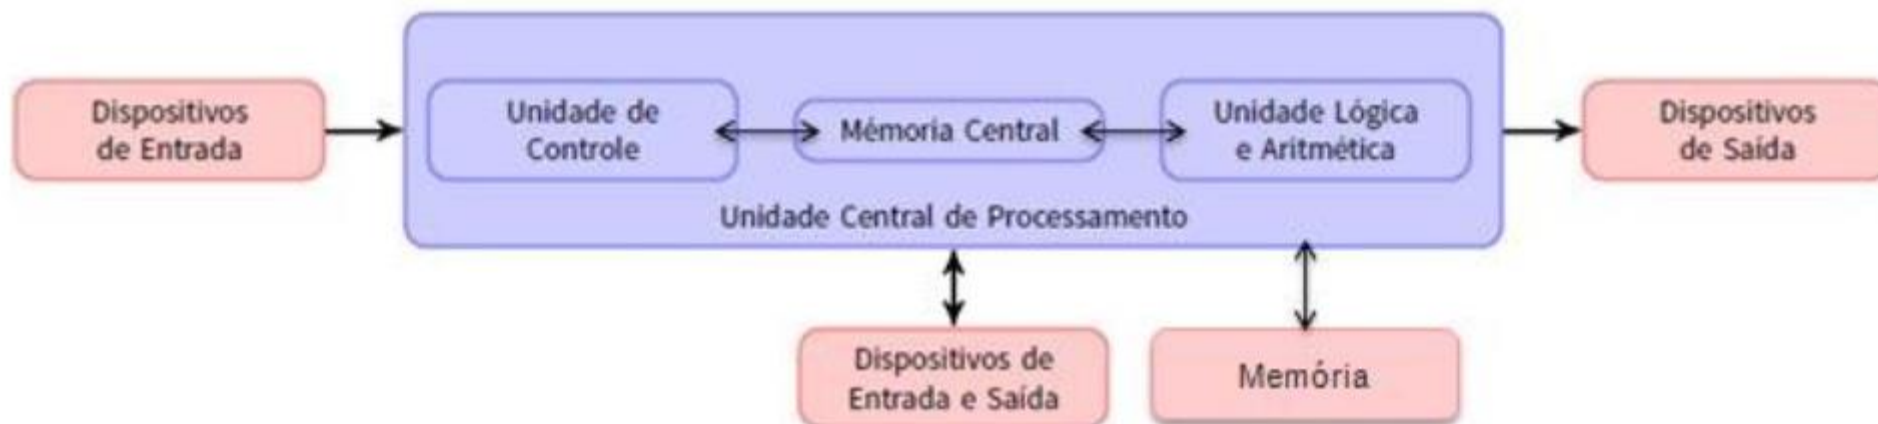 Dispositivos
de Entrada
Unidade de
Controle
Mémoria Central
Unidade Lógica
e Aritmética
Dispositivos
de Saída
Unidade Central de Processamento
Dispositivos de
Entrada e Saída
Memória